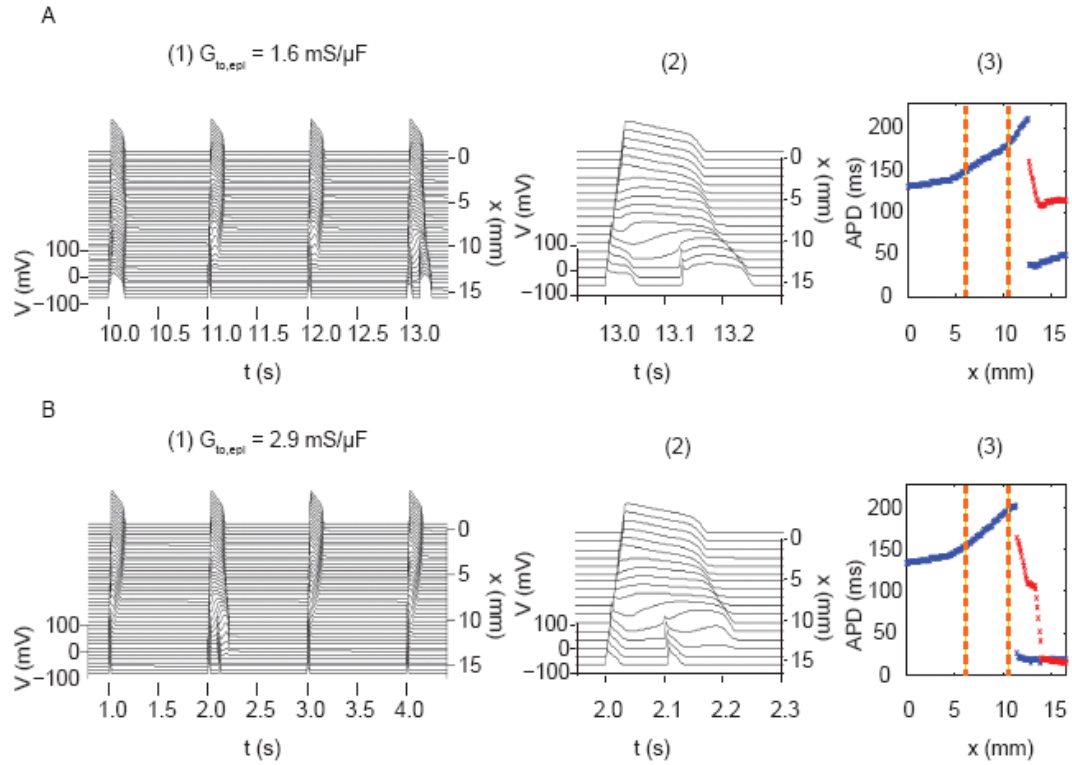 A
(1) Gto,epi = 1.6 mS/µF
(2)
(3)
V (mV)
100
0
−100
0
5
10
15
x (mm)
10.0 10.5 11.0 11.5 12.0 12.5 13.0
t (s)
V (mV)
100
0
−100
0
5
10
15
x (mm)
13.0 13.1 13.2
t (s)
APD (ms)
200
150
100
50
0
0 5 10 15
x (mm)
B
(1) Gto,epi = 2.9 mS/µF
(2)
(3)
V (mV)
100
0
−100
0
5
10
15
x (mm)
1.0 1.5 2.0 2.5 3.0 3.5 4.0
t (s)
V (mV)
100
0
−100
0
5
10
15
x (mm)
2.0 2.1 2.2 2.3
t (s)
APD (ms)
200
150
100
50
0
0 5 10 15
x (mm)